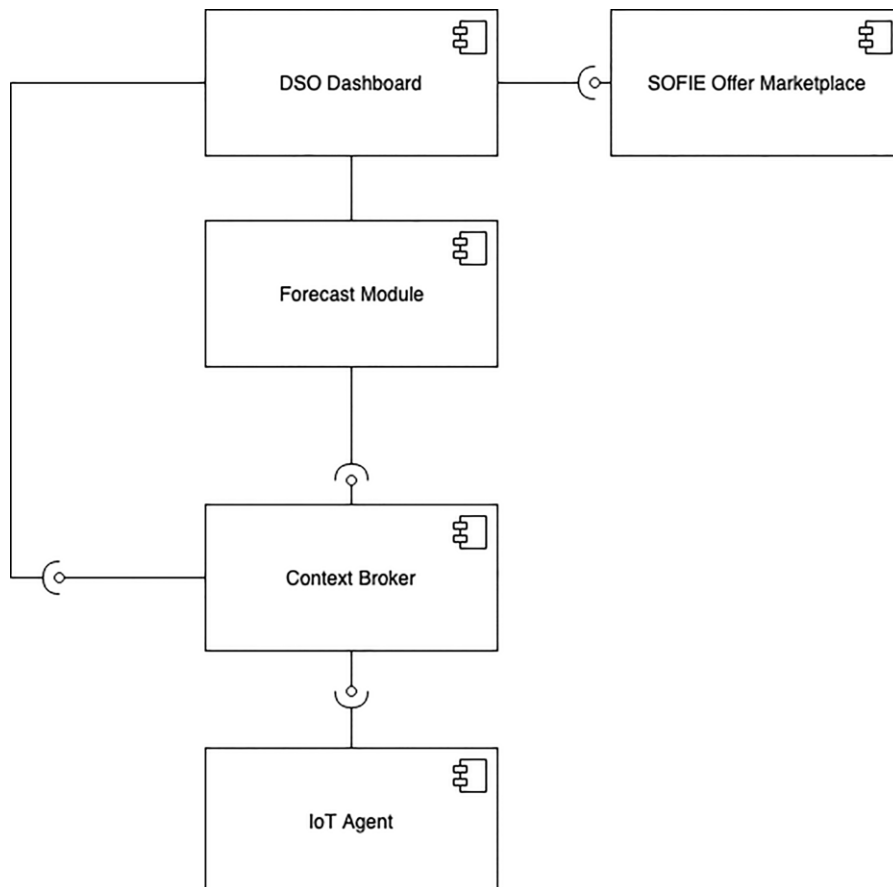 DSO Dashboard
SOFIE Offer Marketplace
Forecast Module
Context Broker
IoT Agent